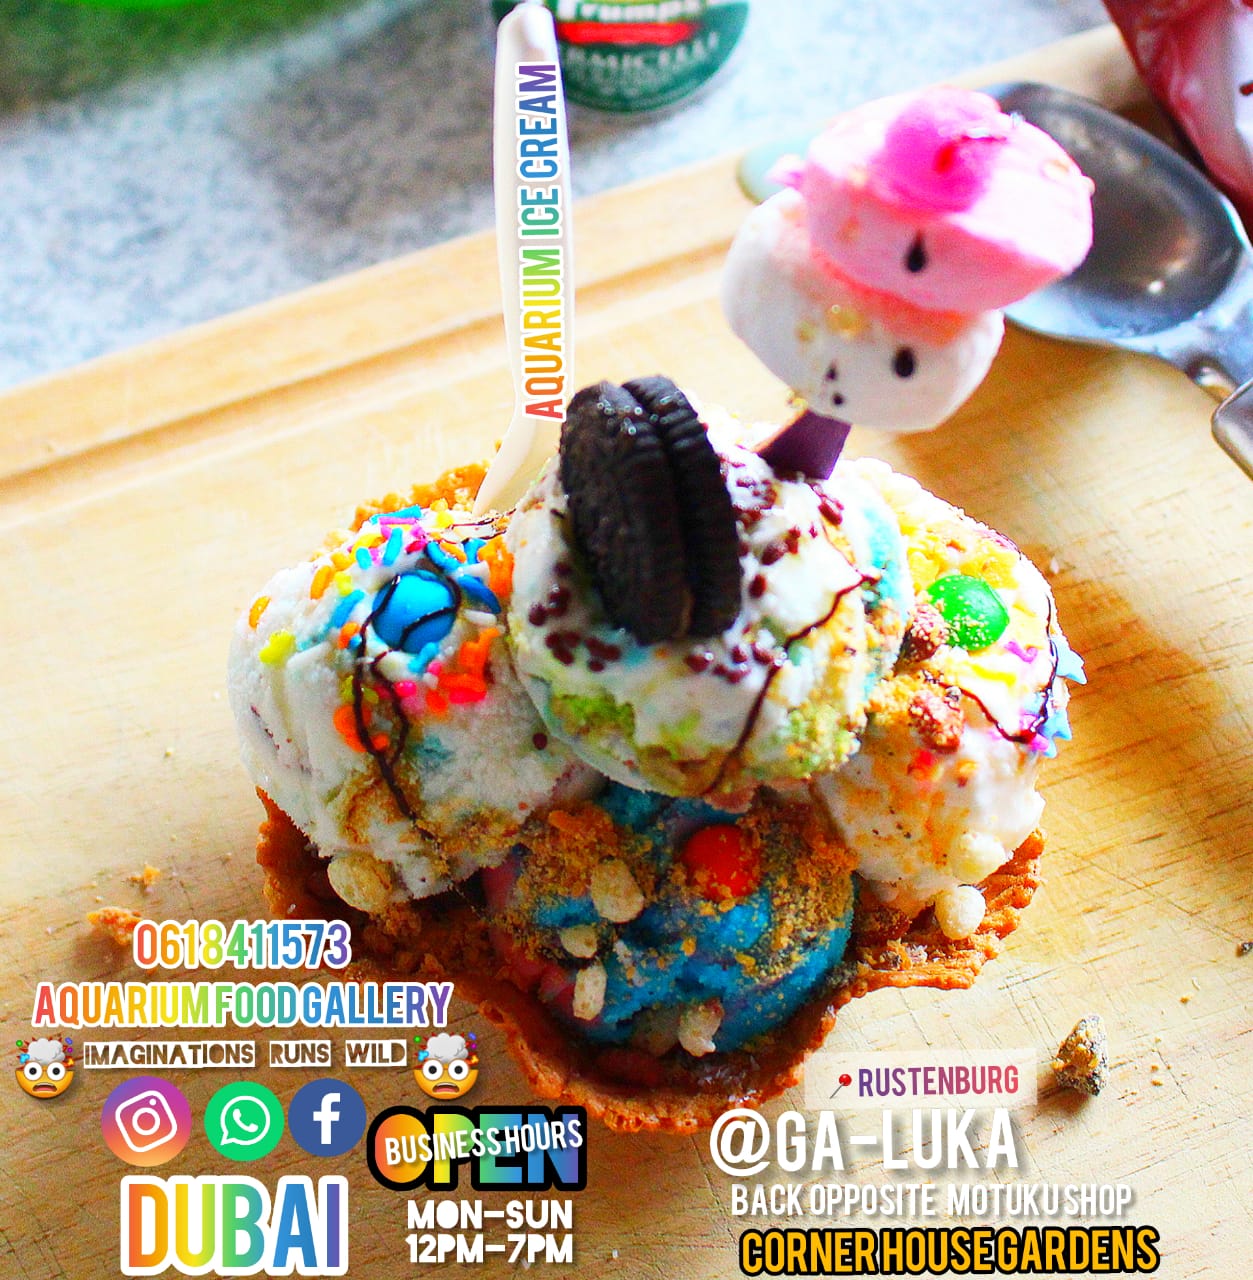 Trumps
AQUARIUM ICE CREAM
0618411573
AQUARIUM FOOD GALLERY
IMAGINATIONS RUNS WILD
OPEN
BUSINESS HOURS
DUBAI
MON-SUN
12PM-7PM
RUSTENBURG
@GA-LUKA
BACK OPPOSITE MOTUKU SHOP
CORNER HOUSE GARDENS